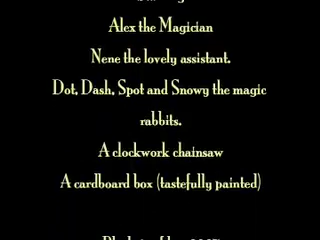 Alex the Magician
Nene the lovely assistant.
Dot, Dash, Spot and Snowy the magic
rabbits.
A clockwork chainsaw
A cardboard box (tastefully painted)